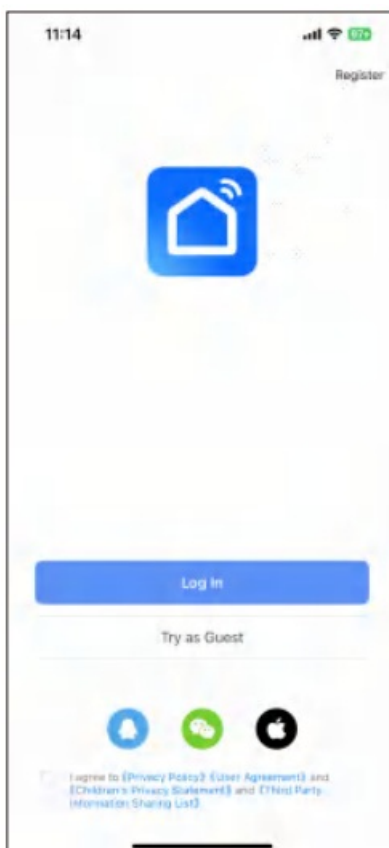 11:14
97+
Register
Log In
Try as Guest
I agree to 《Privacy Policy》 《User Agreement》 and
《Children's Privacy Statement》 and 《Third Party
Information Sharing List》